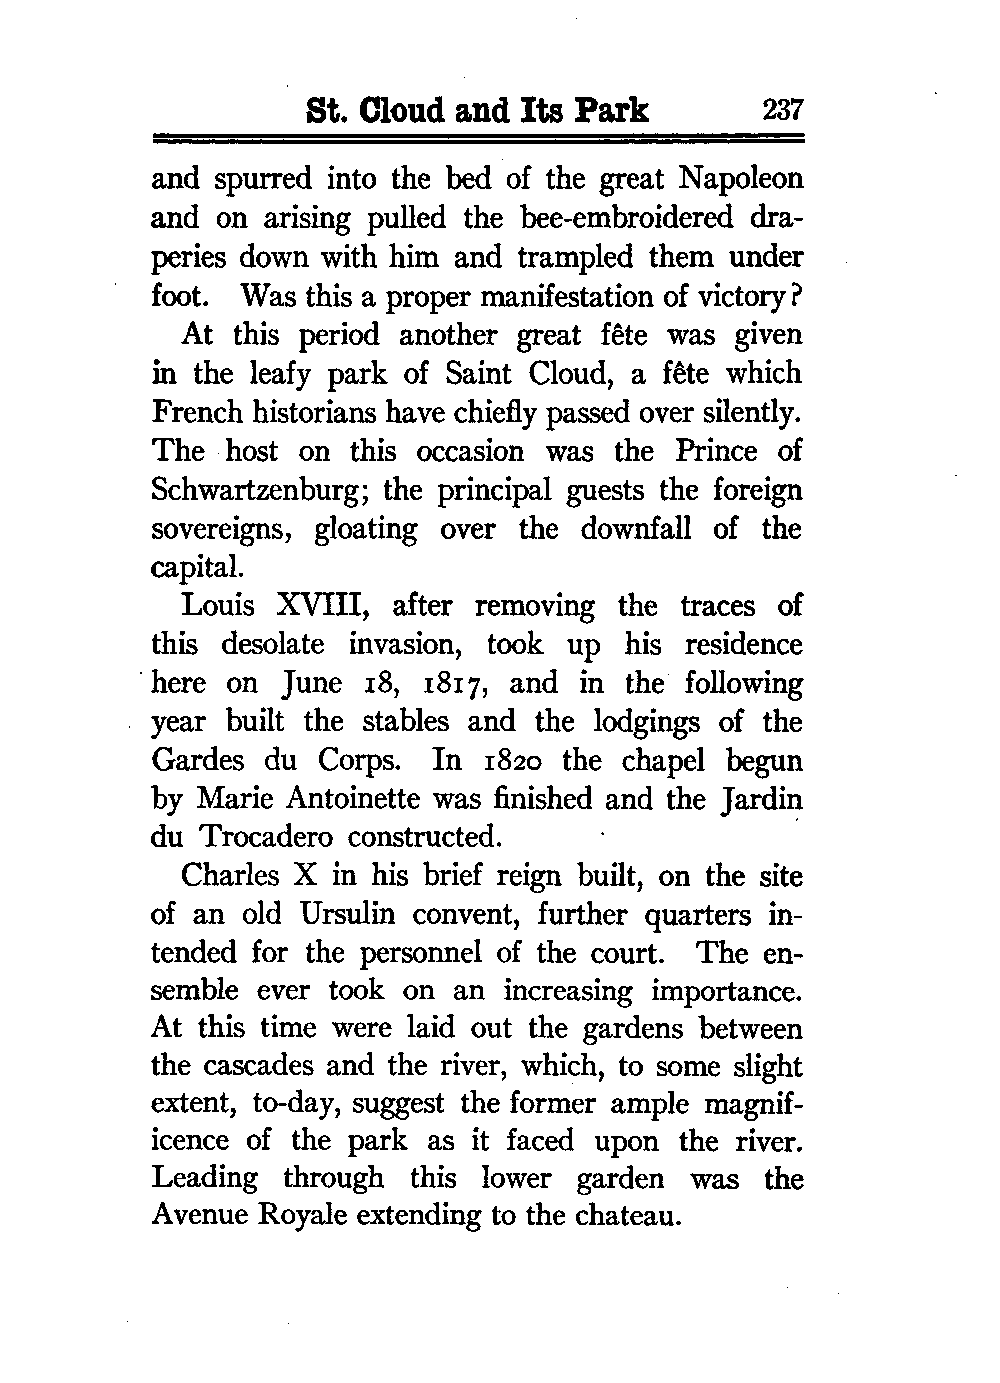 St. Cloud and Its Park 237
and spurred into the bed of the great Napoleon
and on arising pulled the bee-embroidered dra-
peries down with him and trampled them under
foot. Was this a proper manifestation of victory?
At this period another great fête was given
in the leafy park of Saint Cloud, a fête which
French historians have chiefly passed over silently.
The host on this occasion was the Prince of
Schwartzenburg; the principal guests the foreign
sovereigns, gloating over the downfall of the
capital.
Louis XVIII, after removing the traces of
this desolate invasion, took up his residence
here on June 18, 1817, and in the following
year built the stables and the lodgings of the
Gardes du Corps. In 1820 the chapel begun
by Marie Antoinette was finished and the Jardin
du Trocadero constructed.
Charles X in his brief reign built, on the site
of an old Ursulin convent, further quarters in-
tended for the personnel of the court. The en-
semble ever took on an increasing importance.
At this time were laid out the gardens between
the cascades and the river, which, to some slight
extent, to-day, suggest the former ample magnif-
icence of the park as it faced upon the river.
Leading through this lower garden was the
Avenue Royale extending to the chateau.